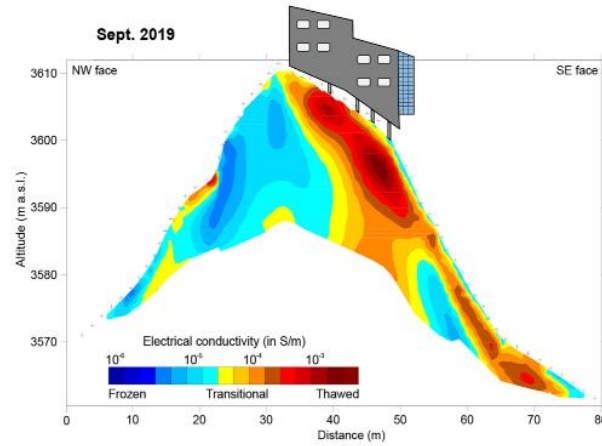 Sept. 2019
NW face
SE face
3610
3600
3590
3580
3570
Altitude (m a.s.l.)
Electrical conductivity (in S/m)
10⁻⁶ 10⁻⁵ 10⁻⁴ 10⁻³
Frozen Transitional Thawed
0 10 20 30 40 50 60 70 80
Distance (m)